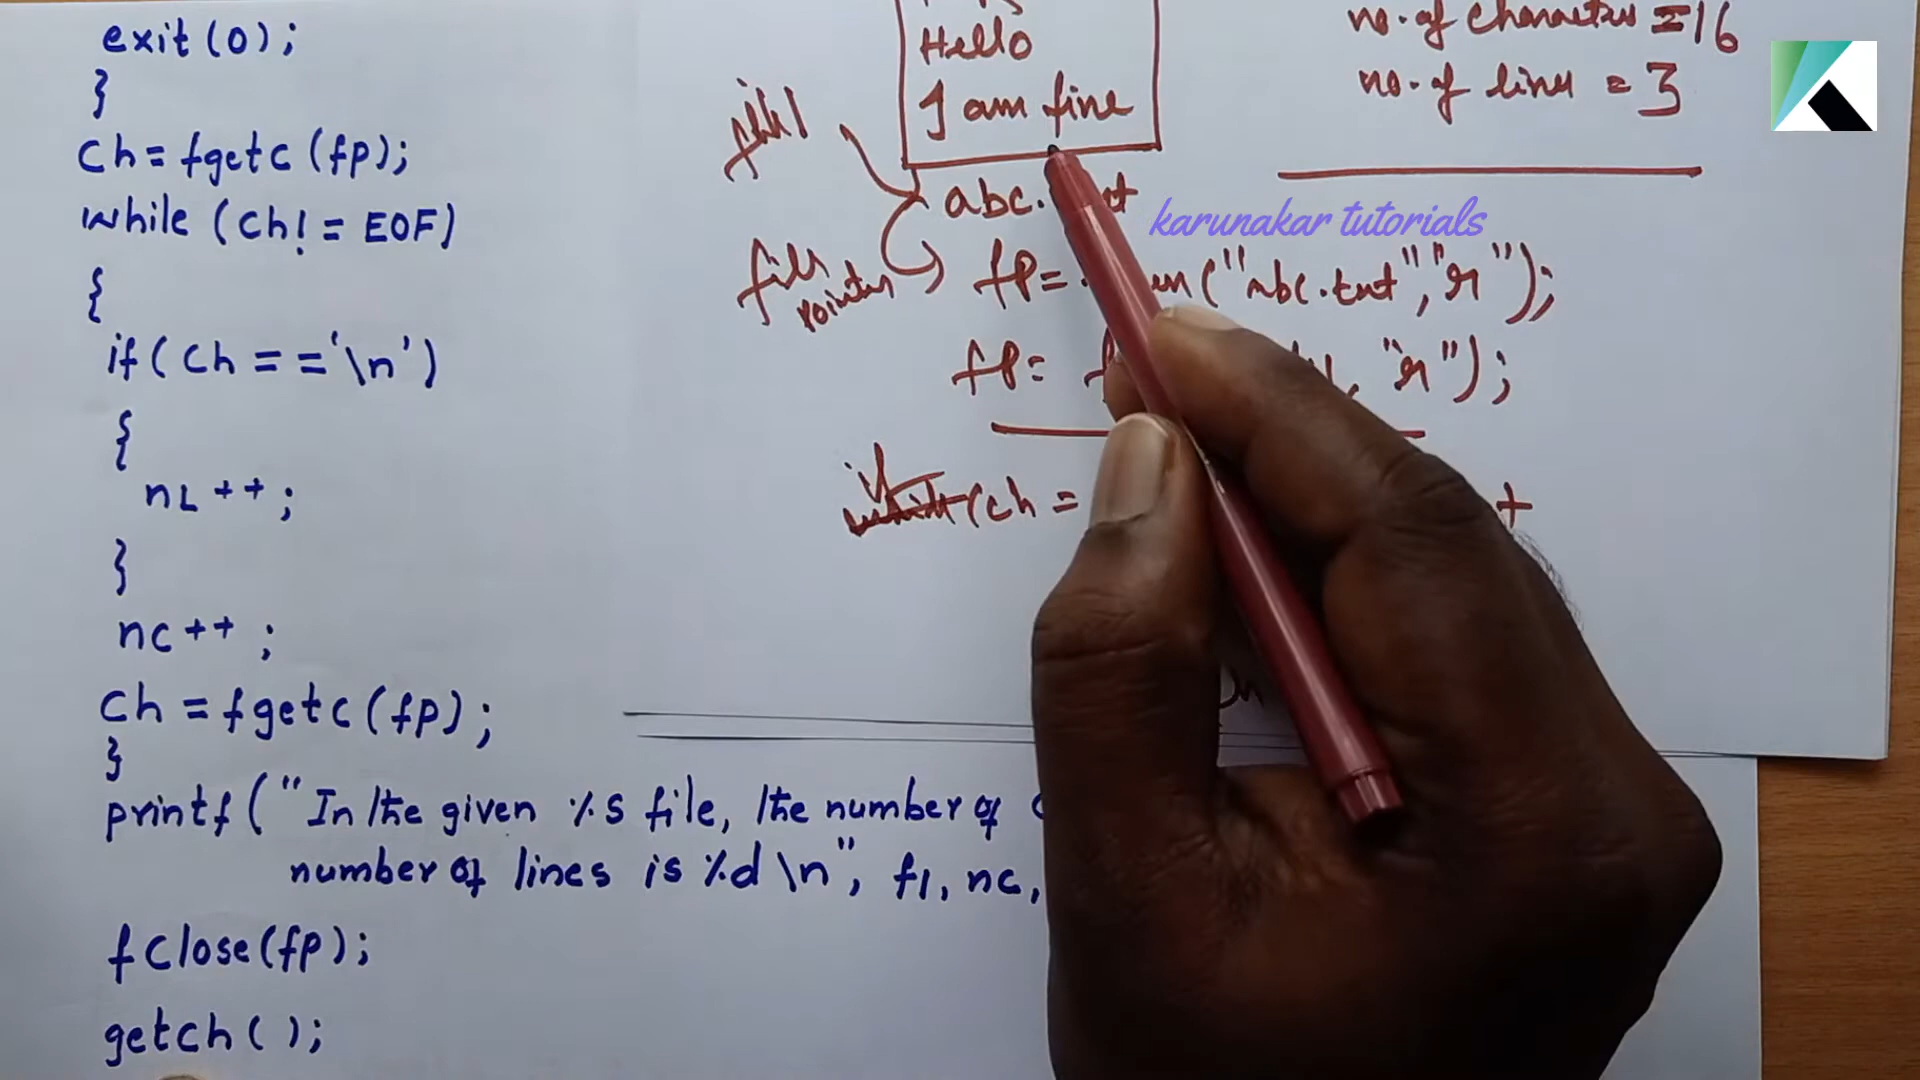 exit(0);
}
ch=fgetc(fp);
while (ch! = EOF)
{
if( ch = ='\n')
{
nL ++ ;
}
nc++ ;
ch = fgetc(fp);
}
printf("In the given %s file, the number of
number of lines is %d \n", f1, nc,
fclose(fp);
getch( );
Hello
I am fine
no. of characters = 16
no. of lines = 3
abc.
karunakar tutorials
file
pointer
fp= ("abc.txt","r");
fp= f , "r");
if (ch =
+